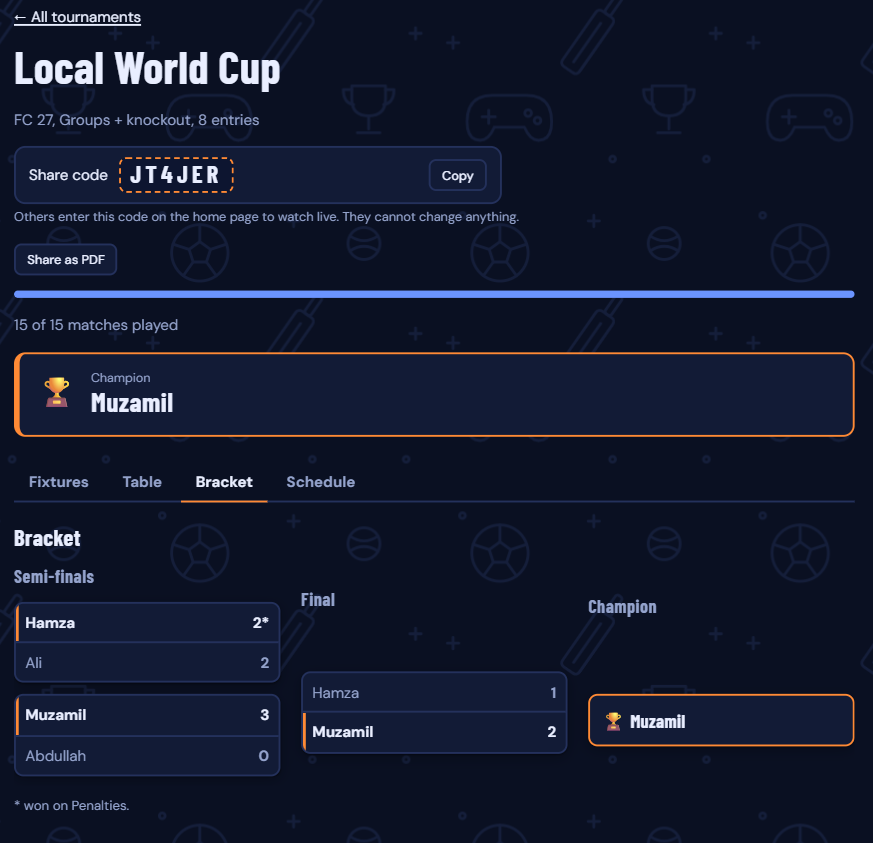 ← All tournaments
Local World Cup
FC 27, Groups + knockout, 8 entries
Share code JT4JER Copy
Others enter this code on the home page to watch live. They cannot change anything.
Share as PDF
15 of 15 matches played
Champion
Muzamil
Fixtures Table Bracket Schedule
Bracket
Semi-finals
Hamza 2*
Ali 2
Muzamil 3
Abdullah 0
Final
Hamza 1
Muzamil 2
Champion
Muzamil
* won on Penalties.